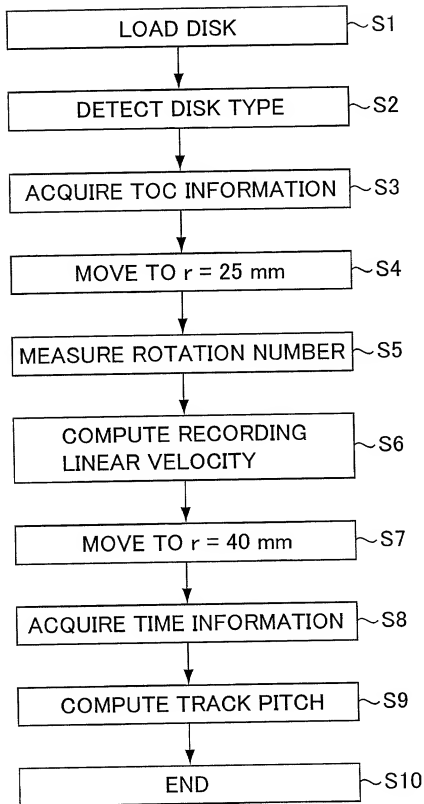 LOAD DISK S1
DETECT DISK TYPE S2
ACQUIRE TOC INFORMATION S3
MOVE TO r = 25 mm S4
MEASURE ROTATION NUMBER S5
COMPUTE RECORDING
LINEAR VELOCITY S6
MOVE TO r = 40 mm S7
ACQUIRE TIME INFORMATION S8
COMPUTE TRACK PITCH S9
END S10